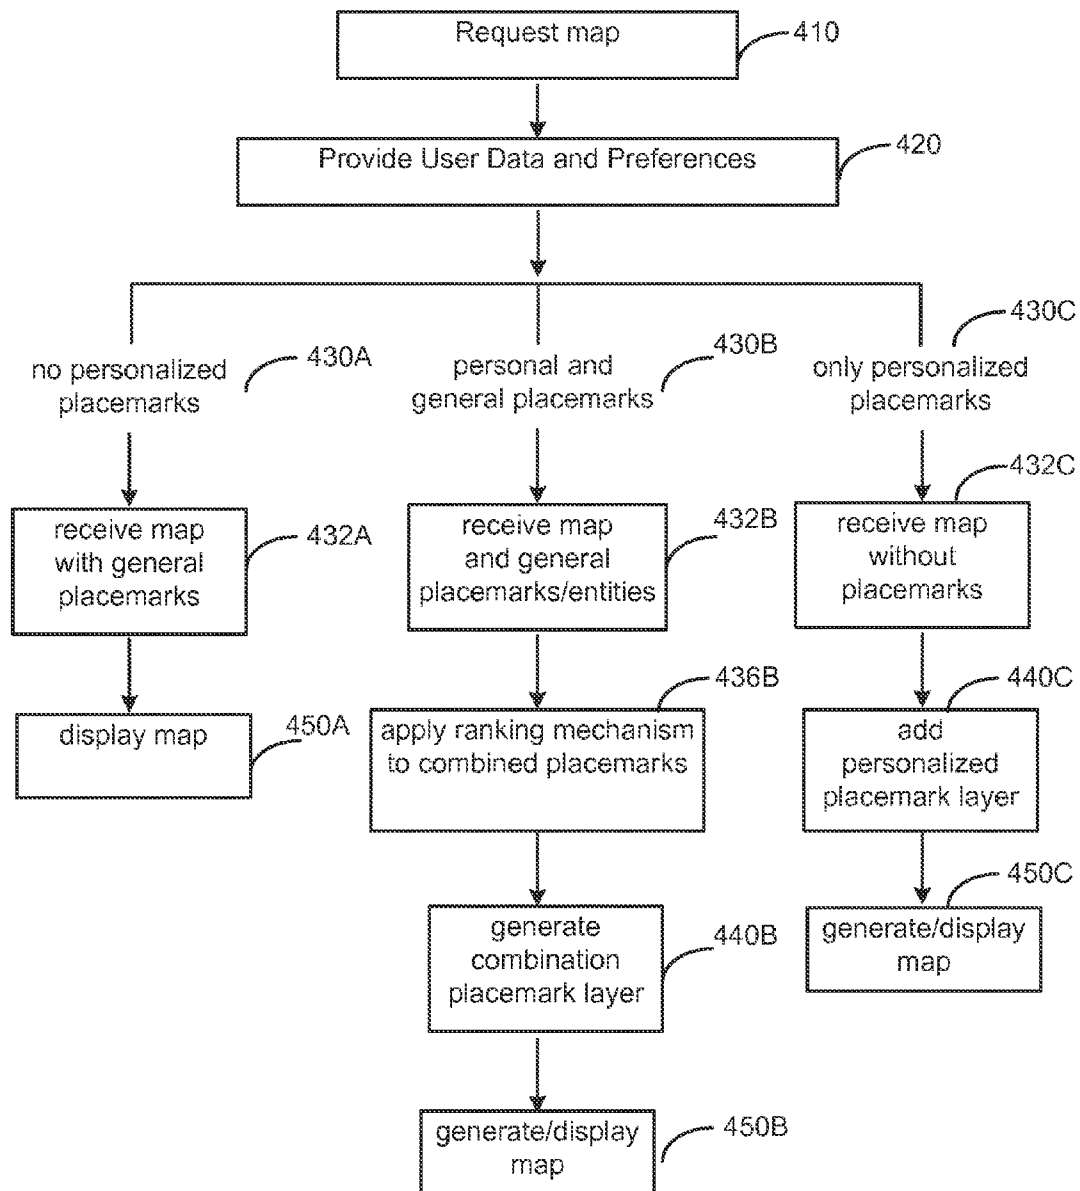 Request map
410
Provide User Data and Preferences
420
no personalized
placemarks
430A
personal and
general placemarks
430B
only personalized
placemarks
430C
receive map
with general
placemarks
432A
receive map
and general
placemarks/entities
432B
receive map
without
placemarks
432C
display map
450A
apply ranking mechanism
to combined placemarks
436B
add
personalized
placemark layer
440C
generate
combination
placemark layer
440B
generate/display
map
450C
generate/display
map
450B